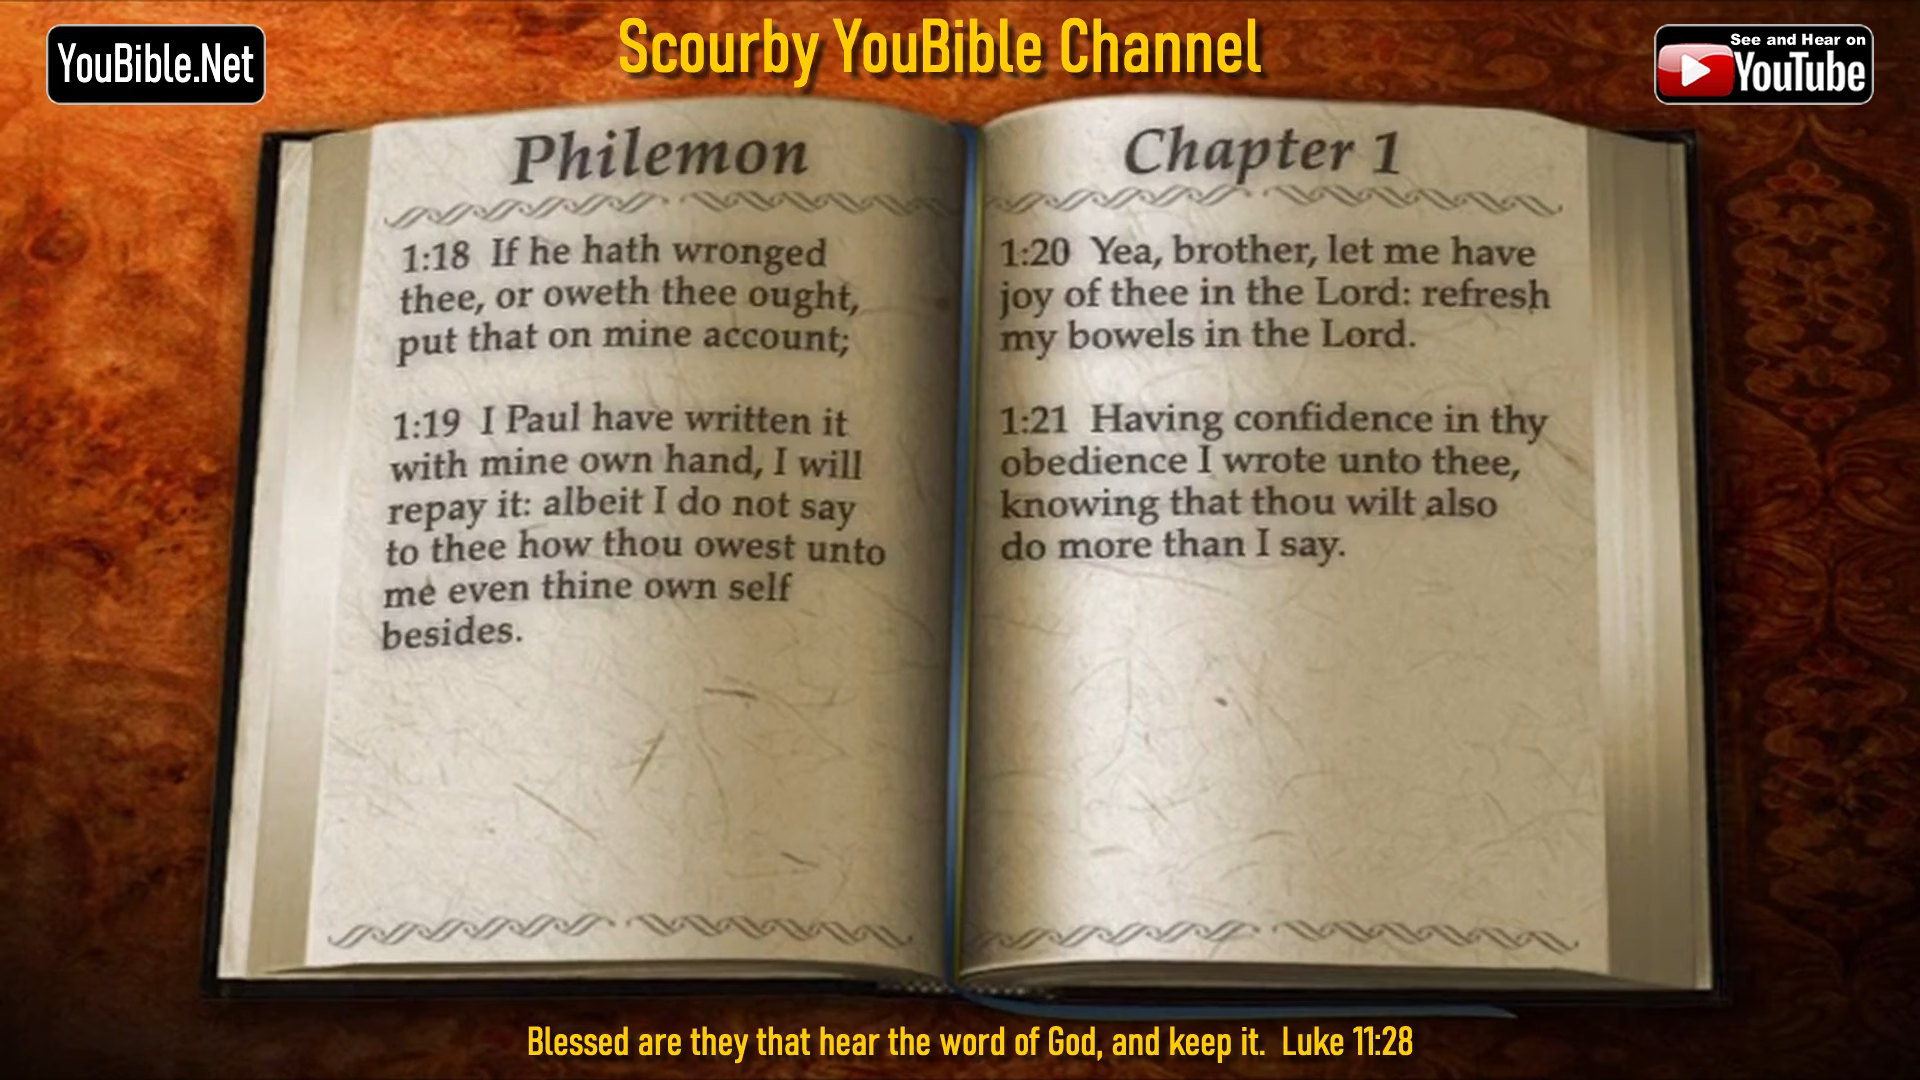 Scourby YouBible Channel
YouBible.Net
See and Hear on
YouTube
Philemon
1:18 If he hath wronged
thee, or oweth thee ought,
put that on mine account;
1:19 I Paul have written it
with mine own hand, I will
repay it: albeit I do not say
to thee how thou owest unto
me even thine own self
besides.
Chapter 1
1:20 Yea, brother, let me have
joy of thee in the Lord: refresh
my bowels in the Lord.
1:21 Having confidence in thy
obedience I wrote unto thee,
knowing that thou wilt also
do more than I say.
Blessed are they that hear the word of God, and keep it. Luke 11:28